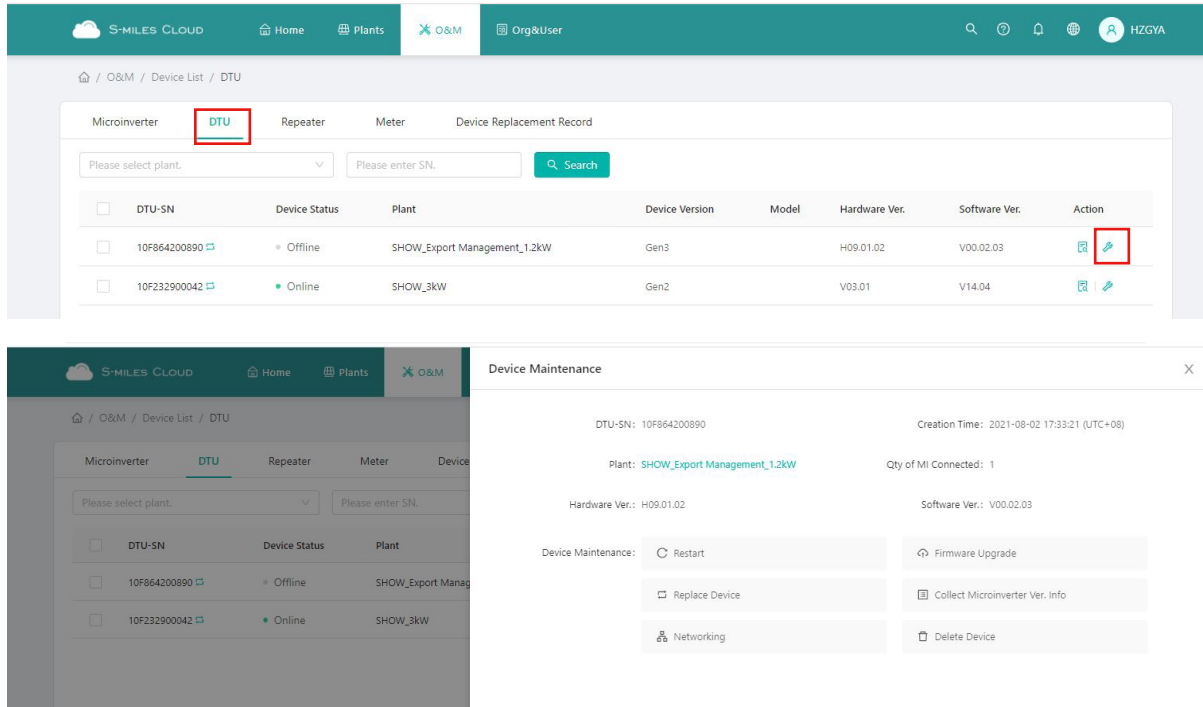 S-MILES CLOUD Home Plants O&M Org&User HZGYA
/ O&M / Device List / DTU
Microinverter DTU Repeater Meter Device Replacement Record
Please select plant. Please enter SN. Search
DTU-SN Device Status Plant Device Version Model Hardware Ver. Software Ver. Action
10F864200890 Offline SHOW_Export Management_1.2kW Gen3 H09.01.02 V00.02.03
10F232900042 Online SHOW_3kW Gen2 V03.01 V14.04
S-MILES CLOUD Home Plants O&M
/ O&M / Device List / DTU
Microinverter DTU Repeater Meter Device
Please select plant. Please enter SN.
DTU-SN Device Status Plant
10F864200890 Offline SHOW_Export Manag
10F232900042 Online SHOW_3kW
Device Maintenance X
DTU-SN: 10F864200890 Creation Time: 2021-08-02 17:33:21 (UTC+08)
Plant: SHOW_Export Management_1.2kW Qty of MI Connected: 1
Hardware Ver.: H09.01.02 Software Ver.: V00.02.03
Device Maintenance: Restart Firmware Upgrade
Replace Device Collect Microinverter Ver. Info
Networking Delete Device